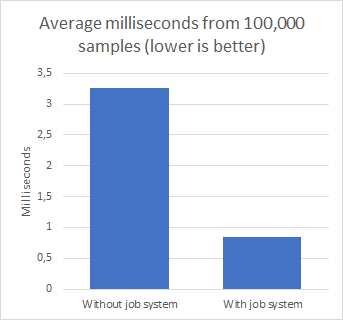 Average milliseconds from 100,000
samples (lower is better)
3,5
3
2,5
2
1,5
1
0,5
0
Milliseconds
Without job system
With job system